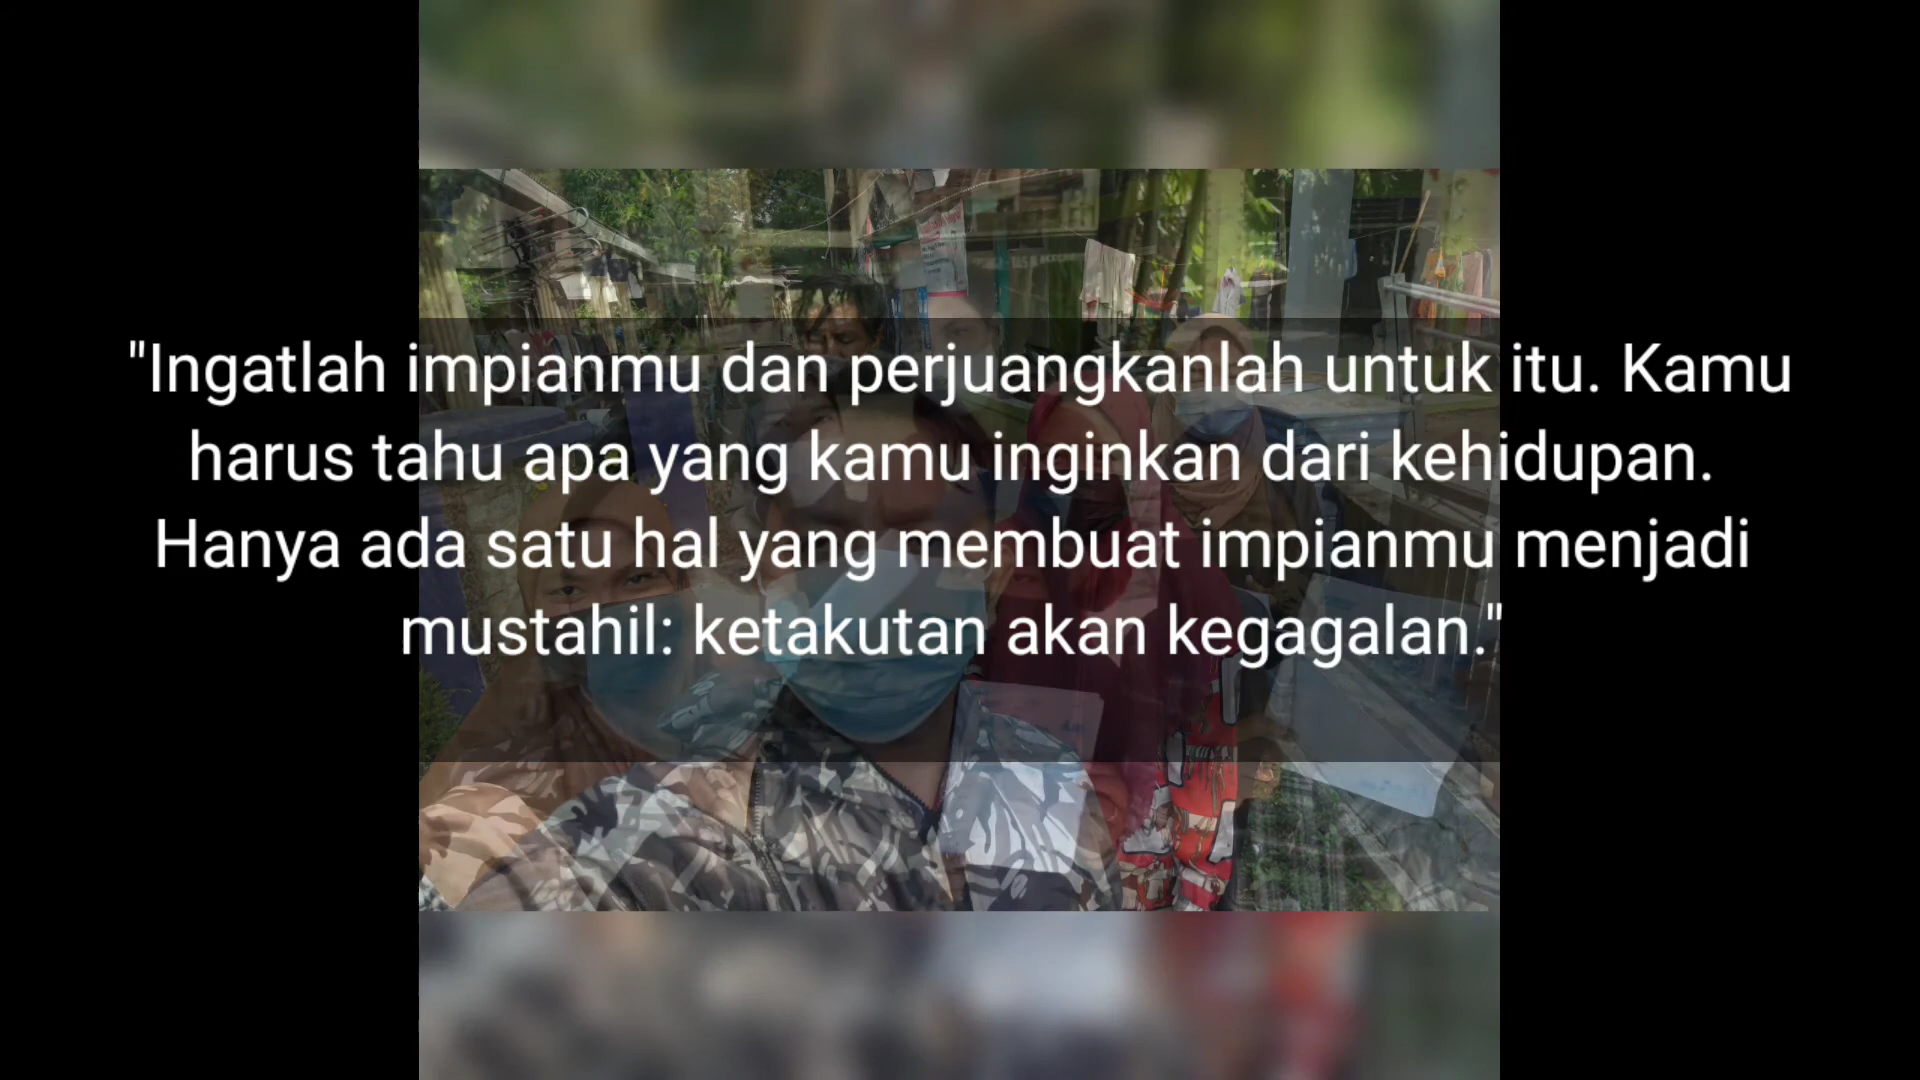 "Ingatlah impianmu dan perjuangkanlah untuk itu. Kamu
harus tahu apa yang kamu inginkan dari kehidupan.
Hanya ada satu hal yang membuat impianmu menjadi
mustahil: ketakutan akan kegagalan."